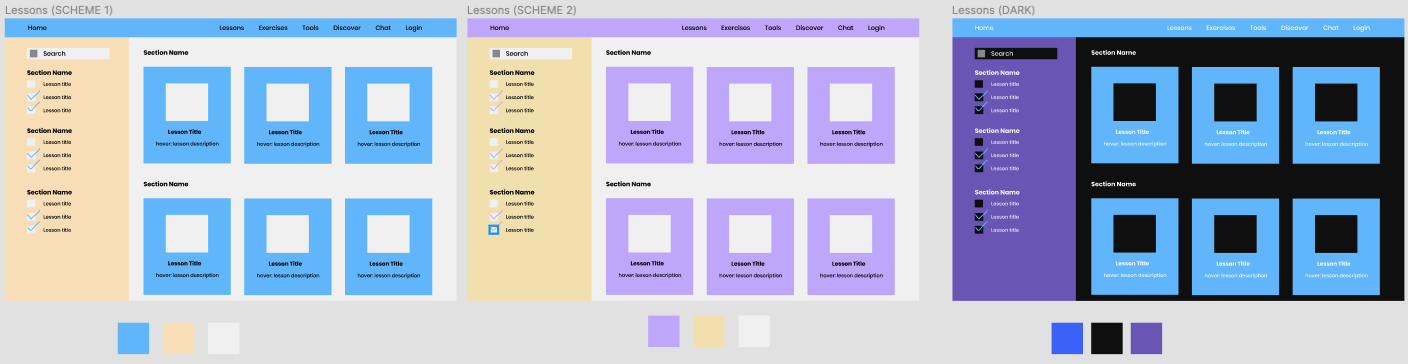 Lessons (SCHEME 1)
Home Lessons Exercises Tools Discover Chat Login
Search
Section Name
Lesson title
Lesson title
Lesson title
Section Name
Lesson title
Lesson title
Lesson title
Section Name
Lesson title
Lesson title
Lesson title
Section Name
Lesson Title Lesson Title Lesson Title
hover: lesson description hover: lesson description hover: lesson description
Section Name
Lesson Title Lesson Title Lesson Title
hover: lesson description hover: lesson description hover: lesson description
Lessons (SCHEME 2)
Home Lessons Exercises Tools Discover Chat Login
Search
Section Name
Lesson title
Lesson title
Lesson title
Section Name
Lesson title
Lesson title
Lesson title
Section Name
Lesson title
Lesson title
Lesson title
Section Name
Lesson Title Lesson Title Lesson Title
hover: lesson description hover: lesson description hover: lesson description
Section Name
Lesson Title Lesson Title Lesson Title
hover: lesson description hover: lesson description hover: lesson description
Lessons (DARK)
Home Lessons Exercises Tools Discover Chat Login
Search
Section Name
Lesson title
Lesson title
Lesson title
Section Name
Lesson title
Lesson title
Lesson title
Section Name
Lesson title
Lesson title
Lesson title
Section Name
Lesson Title Lesson Title Lesson Title
hover: lesson description hover: lesson description hover: lesson description
Section Name
Lesson Title Lesson Title Lesson Title
hover: lesson description hover: lesson description hover: lesson description